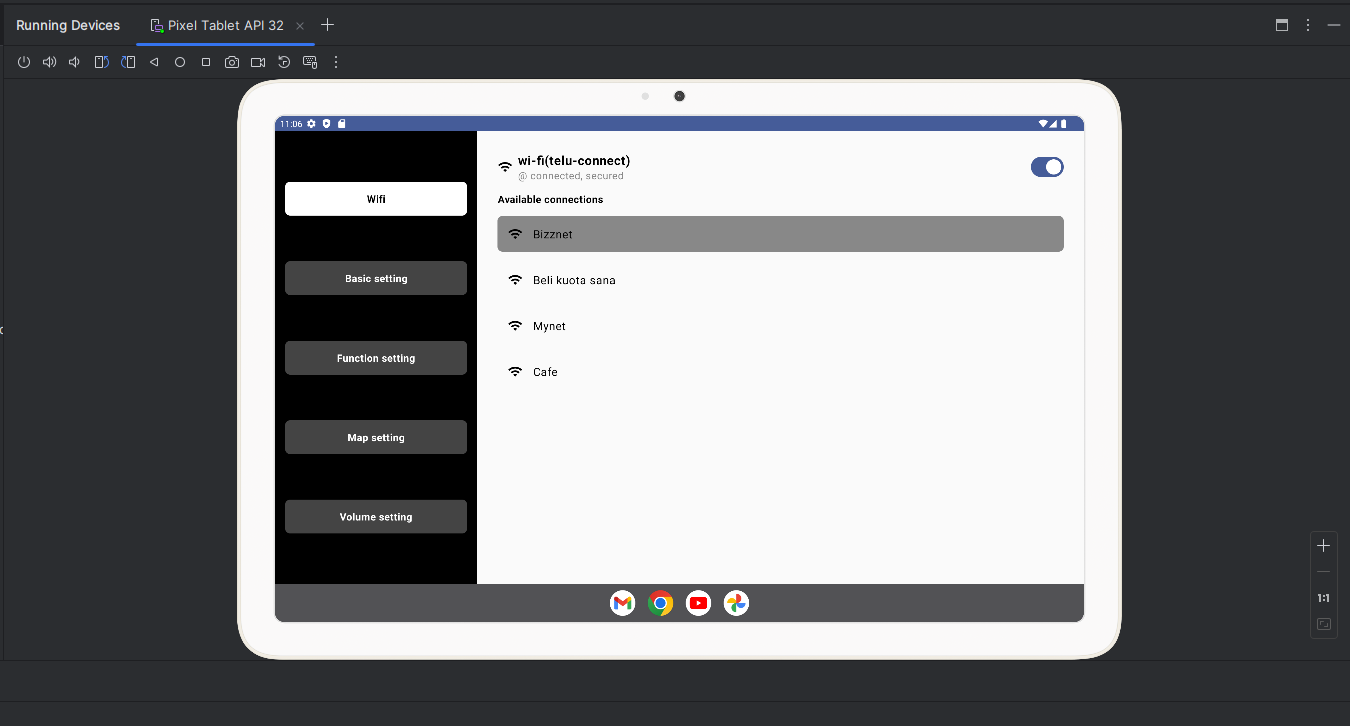 Running Devices
Pixel Tablet API 32
11:06
Wifi
Basic setting
Function setting
Map setting
Volume setting
wi-fi(telu-connect)
@ connected, secured
Available connections
Bizznet
Beli kuota sana
Mynet
Cafe
1:1